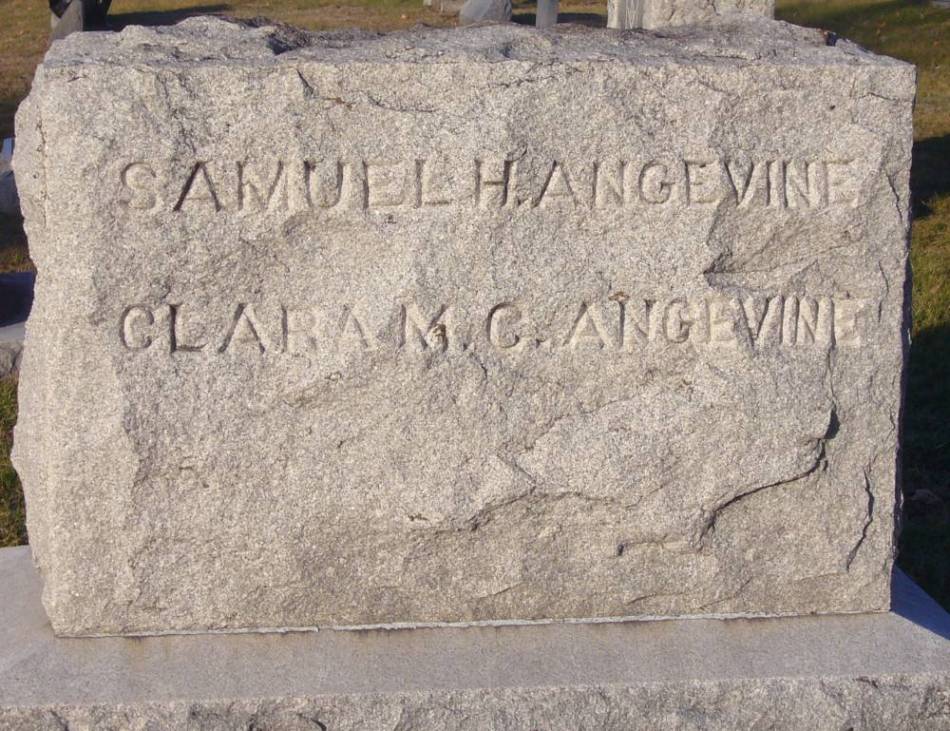 SAMUEL H. ANGEVINE
CLARA M. C. ANGEVINE